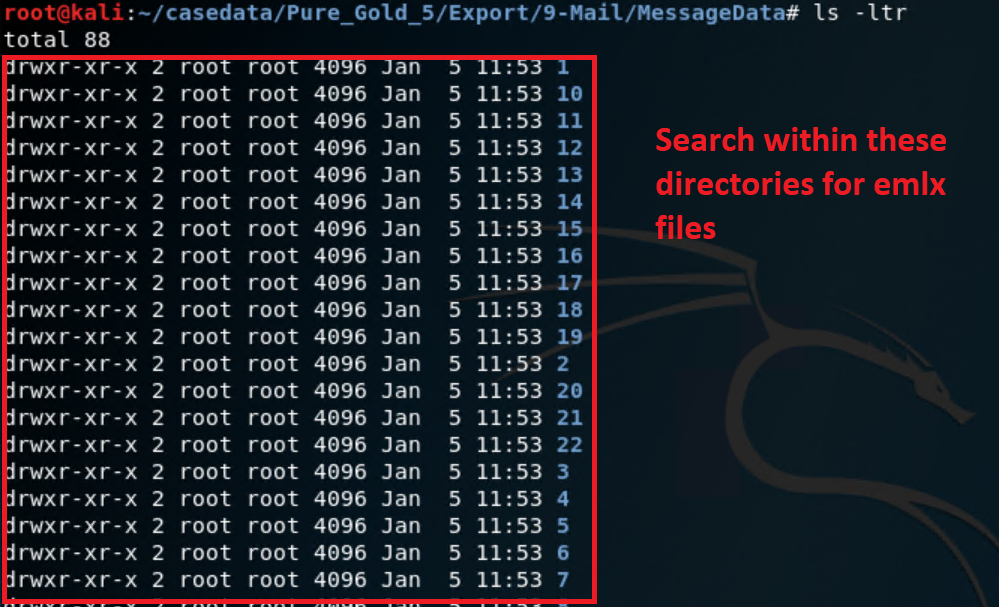 root@kali:~/casedata/Pure_Gold_5/Export/9-Mail/MessageData# ls -ltr
total 88
drwxr-xr-x 2 root root 4096 Jan  5 11:53 1
drwxr-xr-x 2 root root 4096 Jan  5 11:53 10
drwxr-xr-x 2 root root 4096 Jan  5 11:53 11
drwxr-xr-x 2 root root 4096 Jan  5 11:53 12
drwxr-xr-x 2 root root 4096 Jan  5 11:53 13
drwxr-xr-x 2 root root 4096 Jan  5 11:53 14
drwxr-xr-x 2 root root 4096 Jan  5 11:53 15
drwxr-xr-x 2 root root 4096 Jan  5 11:53 16
drwxr-xr-x 2 root root 4096 Jan  5 11:53 17
drwxr-xr-x 2 root root 4096 Jan  5 11:53 18
drwxr-xr-x 2 root root 4096 Jan  5 11:53 19
drwxr-xr-x 2 root root 4096 Jan  5 11:53 2
drwxr-xr-x 2 root root 4096 Jan  5 11:53 20
drwxr-xr-x 2 root root 4096 Jan  5 11:53 21
drwxr-xr-x 2 root root 4096 Jan  5 11:53 22
drwxr-xr-x 2 root root 4096 Jan  5 11:53 3
drwxr-xr-x 2 root root 4096 Jan  5 11:53 4
drwxr-xr-x 2 root root 4096 Jan  5 11:53 5
drwxr-xr-x 2 root root 4096 Jan  5 11:53 6
drwxr-xr-x 2 root root 4096 Jan  5 11:53 7
Search within these
directories for emlx
files